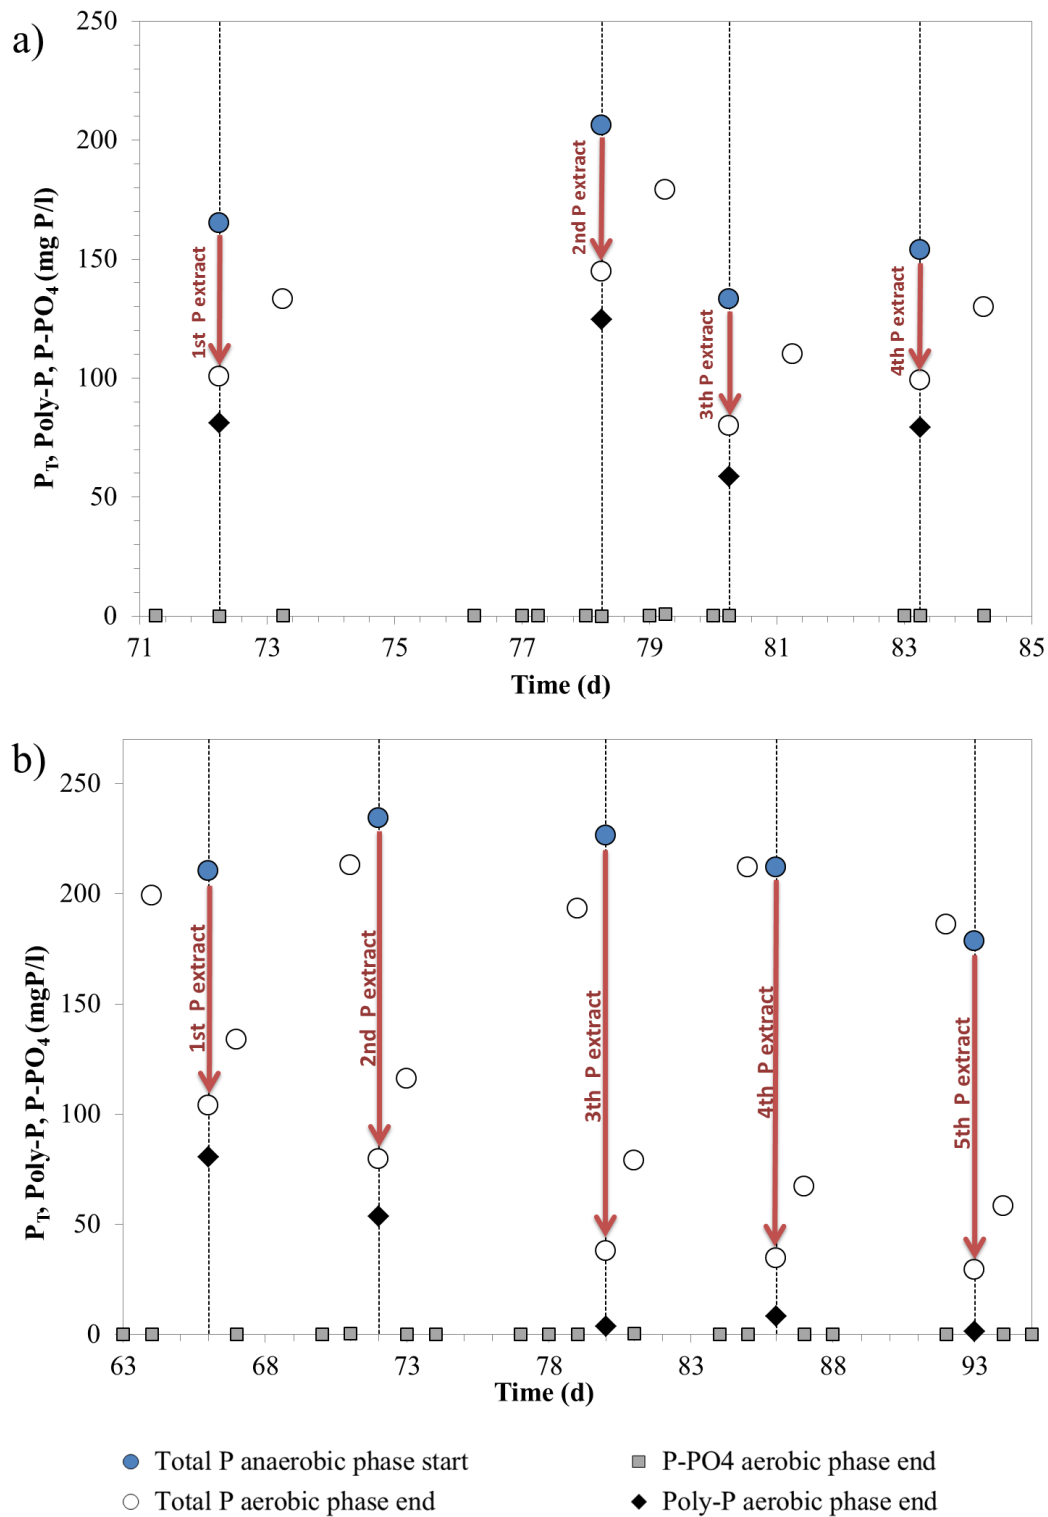 a)
250
200
150
100
50
0
P_T, Poly-P, P-PO_4 (mg P/l)
1st P extract
2nd P extract
3th P extract
4th P extract
71 73 75 77 79 81 83 85
Time (d)
b)
250
200
150
100
50
0
P_T, Poly-P, P-PO_4 (mgP/l)
1st P extract
2nd P extract
3th P extract
4th P extract
5th P extract
63 68 73 78 83 88 93
Time (d)
Total P anaerobic phase start
P-PO4 aerobic phase end
Total P aerobic phase end
Poly-P aerobic phase end